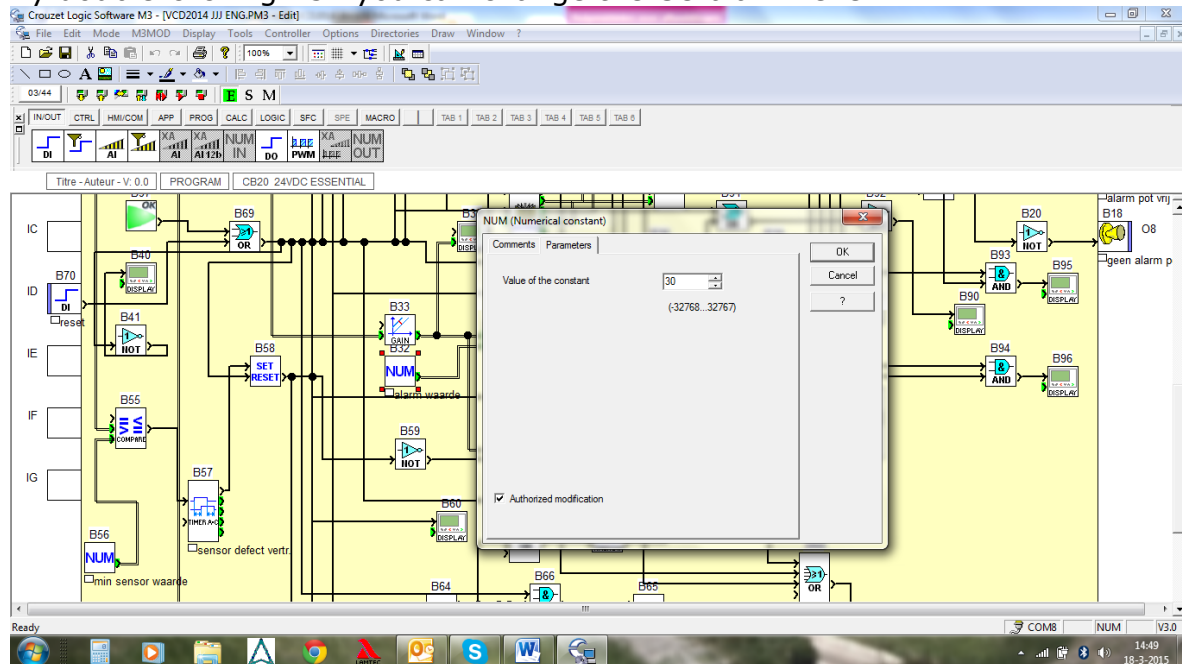 Crouzet Logic Software M3 - [VCD2014 JJJ ENG.PM3 - Edit]
File Edit Mode M3MOD Display Tools Controller Options Directories Draw Window ?
100%
A
03/44 E S M
IN/OUT CTRL HMI/COM APP PROG CALC LOGIC SFC SPE MACRO TAB 1 TAB 2 TAB 3 TAB 4 TAB 5 TAB 6
DI AI XA AI XA AI12b NUM IN DO PWM XA NUM OUT
Titre - Auteur - V: 0.0 PROGRAM CB20 24VDC ESSENTIAL
alarm pot vrij
OK
B69
OR
B20
NOT
B18
O8
geen alarm p
IC
B40
DISPLAY
B93
AND
B95
DISPLAY
ID
B70
DI
reset
B90
DISPLAY
B41
NOT
B33
GAIN
IE
B58
SET
RESET
B32
NUM
alarm waarde
B94
AND
B96
DISPLAY
NUM (Numerical constant)
Comments Parameters
OK
Value of the constant 30
Cancel
(-32768...32767)
?
Authorized modification
IF
B55
COMPARE
B59
NOT
IG
B57
TIMER A-C
sensor defect vertr.
B60
DISPLAY
B56
NUM
min sensor waarde
B64
B66
B65
OR
Ready COM8 NUM V3.0
LAMTEC
14:49
18-3-2015